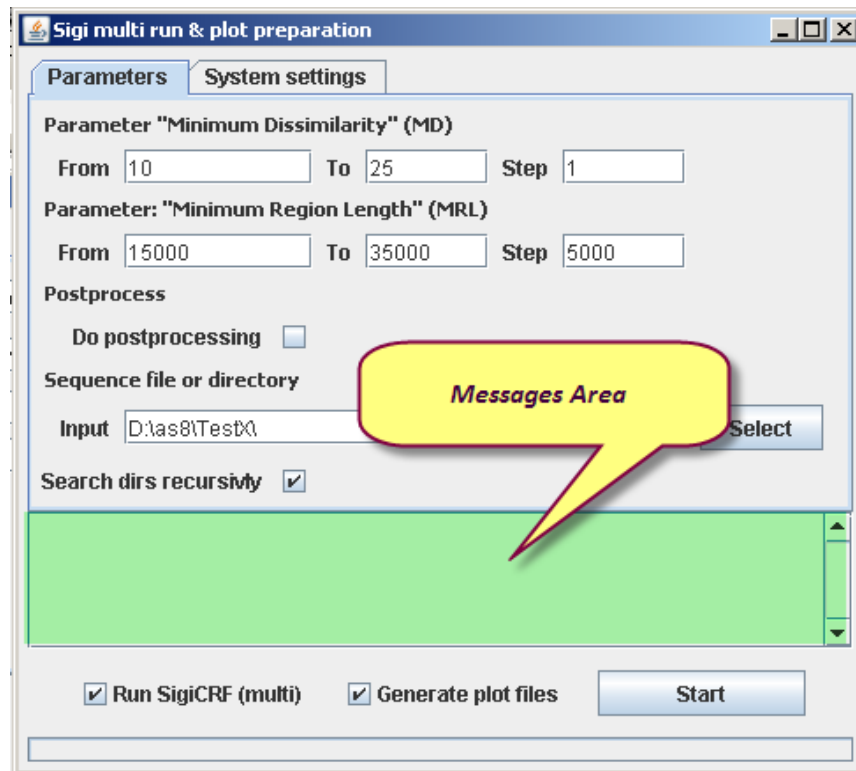 Sigi multi run & plot preparation
Parameters System settings
Parameter "Minimum Dissimilarity" (MD)
From 10 To 25 Step 1
Parameter: "Minimum Region Length" (MRL)
From 15000 To 35000 Step 5000
Postprocess
Do postprocessing
Sequence file or directory
Messages Area
Input D:\as8\TestX\ Select
Search dirs recursivly
Run SigiCRF (multi) Generate plot files Start